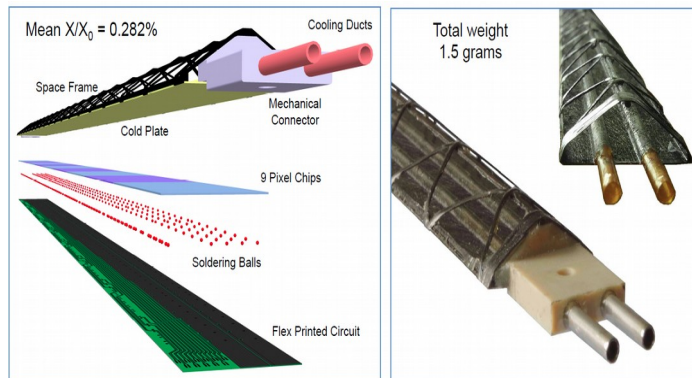 Mean X/X₀ = 0.282%
Cooling Ducts
Space Frame
Mechanical
Connector
Cold Plate
9 Pixel Chips
Soldering Balls
Flex Printed Circuit
Total weight
1.5 grams